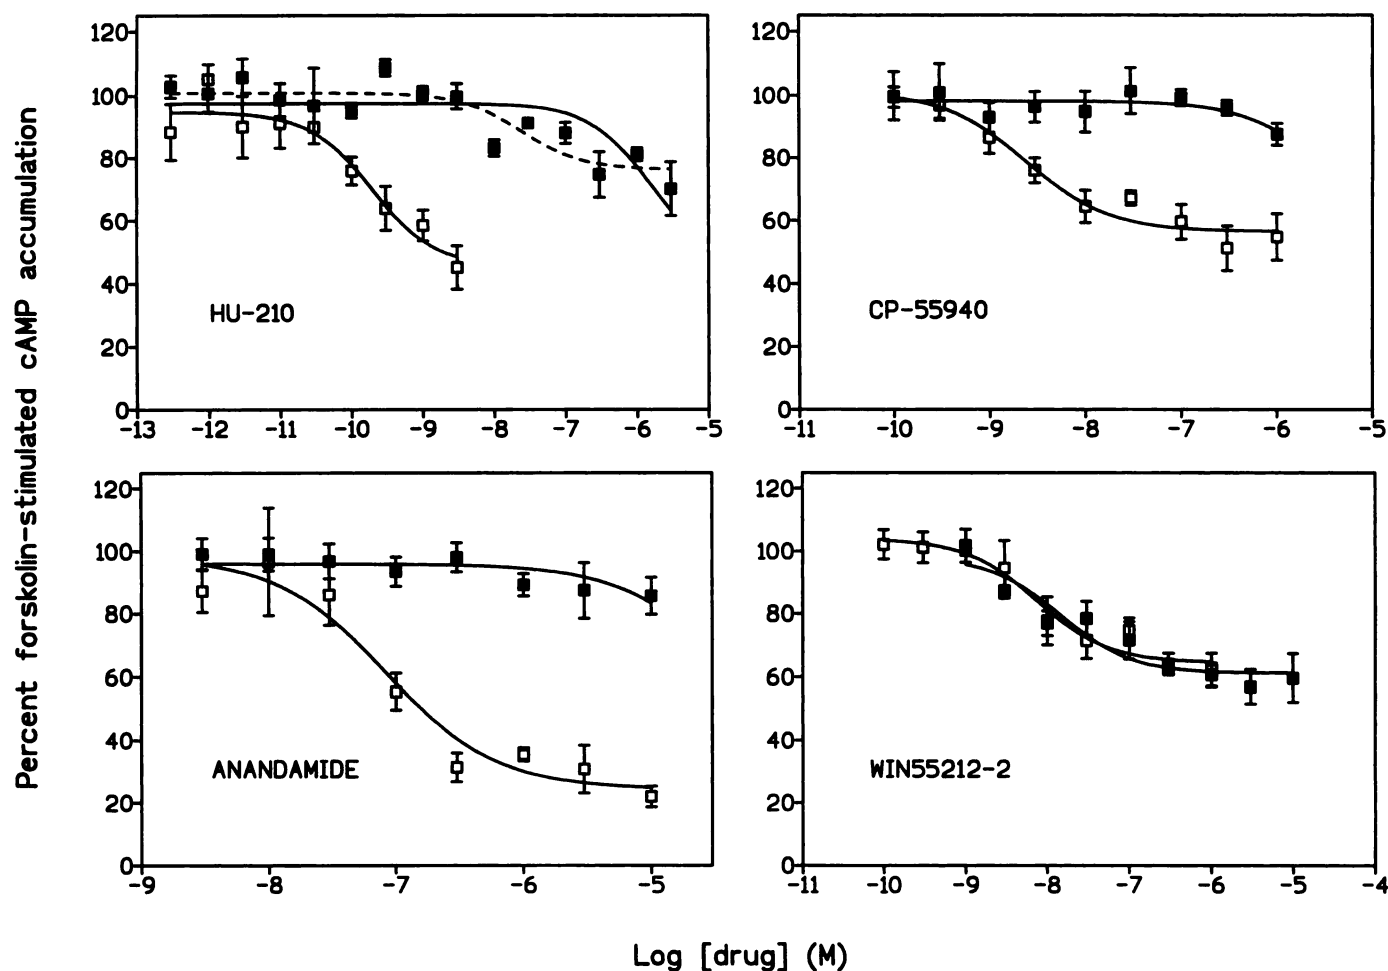 Percent forskolin-stimulated cAMP accumulation
120
100
80
60
40
20
0
-13 -12 -11 -10 -9 -8 -7 -6 -5
HU-210
120
100
80
60
40
20
0
-11 -10 -9 -8 -7 -6 -5
CP-55940
120
100
80
60
40
20
0
-9 -8 -7 -6 -5
ANANDAMIDE
120
100
80
60
40
20
0
-11 -10 -9 -8 -7 -6 -5 -4
WIN55212-2
Log [drug] (M)